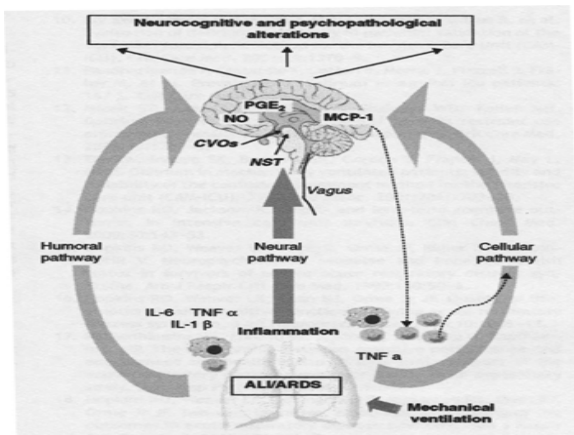 Neurocognitive and psychopathological
alterations
PGE2
NO
MCP-1
CVOs
NST
Vagus
Humoral
pathway
Neural
pathway
Cellular
pathway
IL-6 TNF α
IL-1 β
Inflammation
TNF a
ALI/ARDS
Mechanical
ventilation